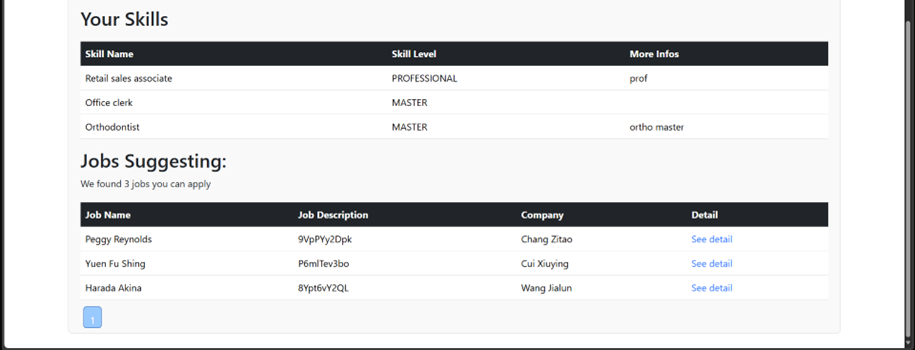 Your Skills
Skill Name Skill Level More Infos
Retail sales associate PROFESSIONAL prof
Office clerk MASTER
Orthodontist MASTER ortho master
Jobs Suggesting:
We found 3 jobs you can apply
Job Name Job Description Company Detail
Peggy Reynolds 9VpPYy2Dpk Chang Zitao See detail
Yuen Fu Shing P6mlTev3bo Cui Xiuying See detail
Harada Akina 8Ypt6vY2QL Wang Jialun See detail
1